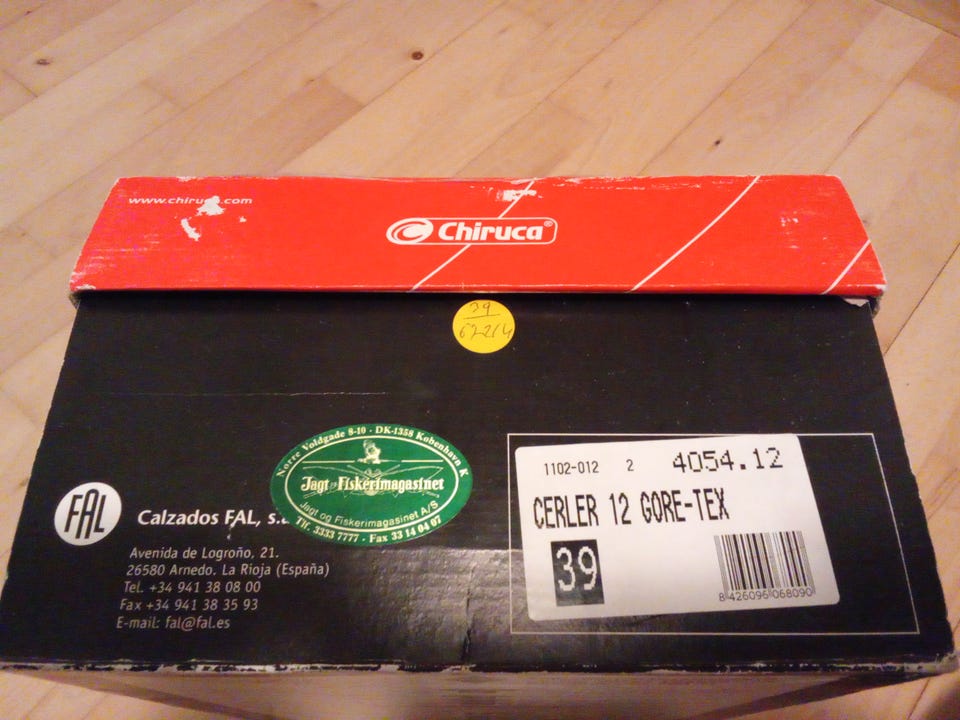 www.chiruca.com
Chiruca®
39
6221/4
Nørre Voldgade 8-10 · DK-1358 København K
Jagt-Fiskerimagasinet
Jagt og Fiskerimagasinet A/S
Tlf. 3333 7777 - Fax 33 14 04 07
FAL
Calzados FAL, s.
Avenida de Logroño, 21.
26580 Arnedo. La Rioja (España)
Tel. +34 941 38 08 00
Fax +34 941 38 35 93
E-mail: fal@fal.es
1102-012 2 4054.12
CERLER 12 GORE-TEX
39
8 426096 068090